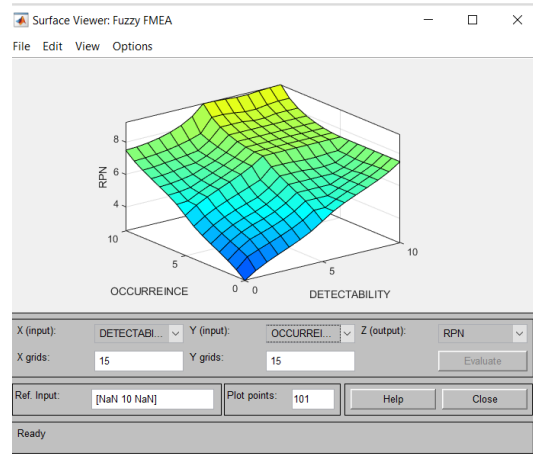 Surface Viewer: Fuzzy FMEA
File Edit View Options
8
6
4
RPN
10
5
0
0
5
10
OCCURREINCE
DETECTABILITY
X (input): DETECTABI... Y (input): OCCURREI... Z (output): RPN
X grids: 15 Y grids: 15 Evaluate
Ref. Input: [NaN 10 NaN] Plot points: 101 Help Close
Ready